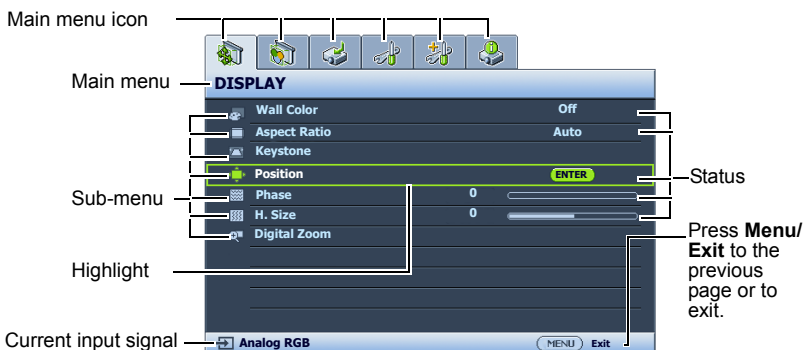 Main menu icon
Main menu
DISPLAY
Wall Color Off
Aspect Ratio Auto
Keystone
Position ENTER
Status
Sub-menu
Phase 0
H. Size 0
Digital Zoom
Press Menu/
Exit to the
previous
page or to
exit.
Highlight
Current input signal
Analog RGB
MENU Exit